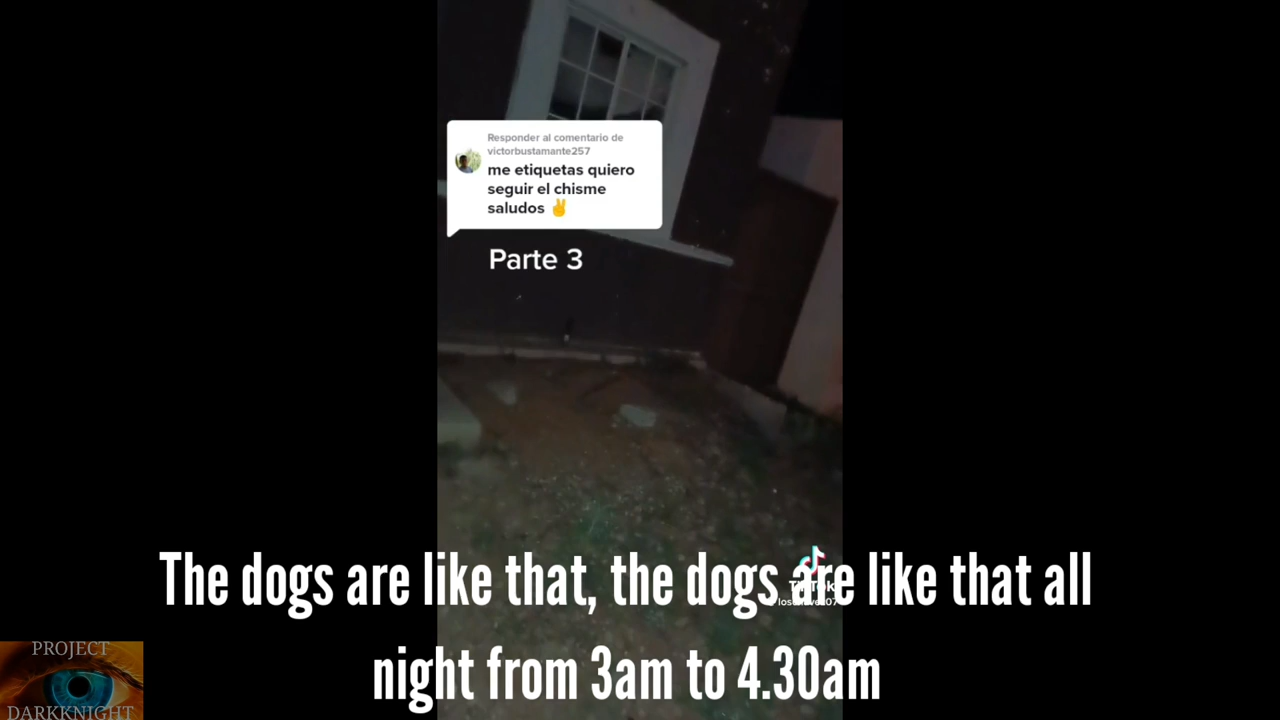 Responder al comentario de
victorbustamante257
me etiquetas quiero
seguir el chisme
saludos ✌️
Parte 3
The dogs are like that, the dogs are like that all
night from 3am to 4.30am
TikTok
PROJECT
DARKKNIGHT